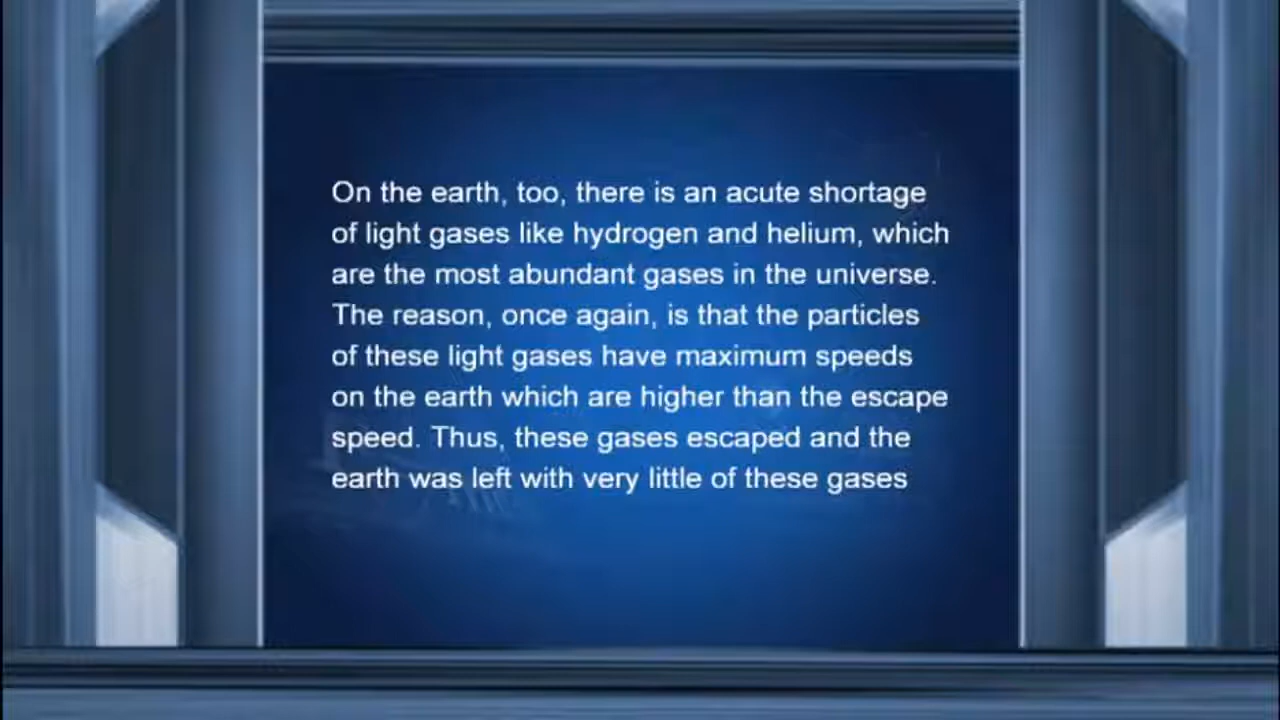 On the earth, too, there is an acute shortage
of light gases like hydrogen and helium, which
are the most abundant gases in the universe.
The reason, once again, is that the particles
of these light gases have maximum speeds
on the earth which are higher than the escape
speed. Thus, these gases escaped and the
earth was left with very little of these gases